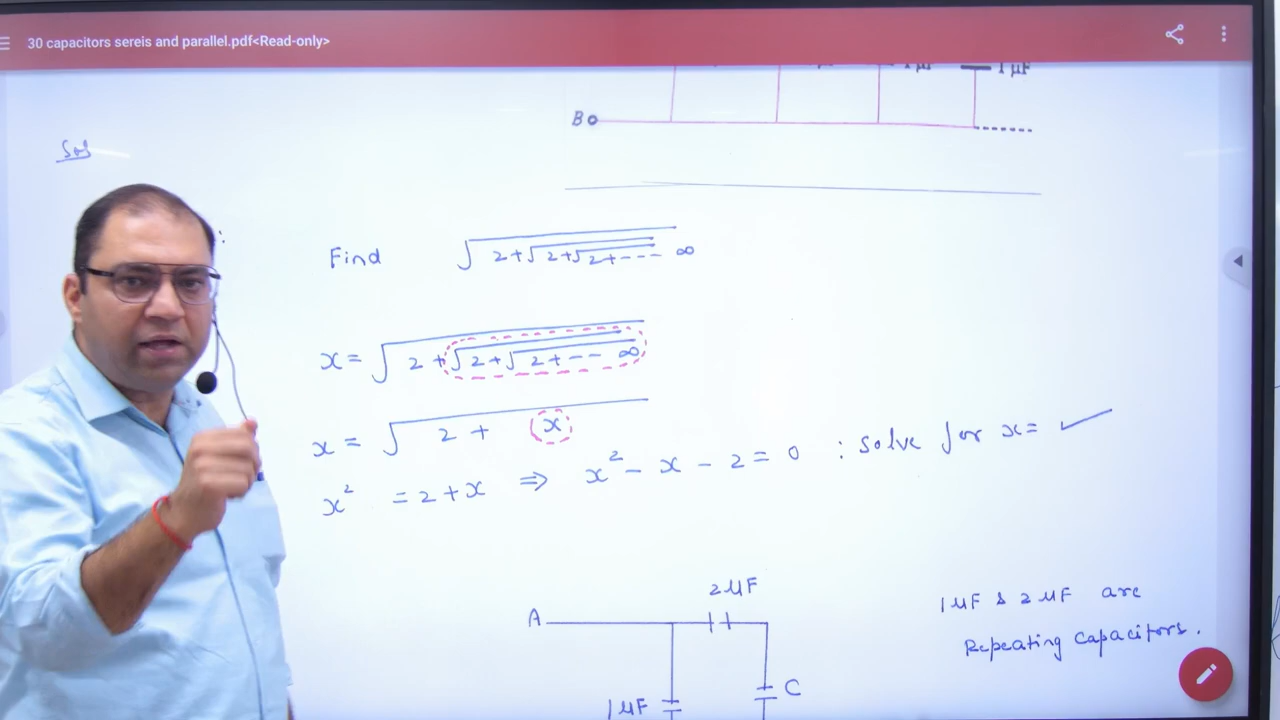 30 capacitors sereis and parallel.pdf<Read-only>
1 μF
B
Sol
:
Find √2+√2+√2+--- ∞
x = √2+√2+√2+--- ∞
x = √2 + x
x² = 2+x ⇒ x² - x - 2 = 0 : solve for x = ✓
2μF
A
1μF & 2μF are
Repeating Capacitors.
C
1μF